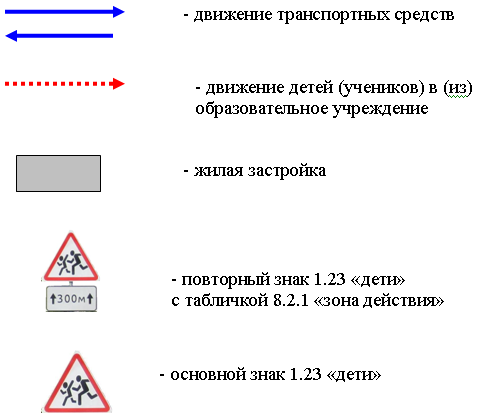 - движение транспортных средств
- движение детей (учеников) в (из)
образовательное учреждение
- жилая застройка
- повторный знак 1.23 «дети»
с табличкой 8.2.1 «зона действия»
300м
- основной знак 1.23 «дети»